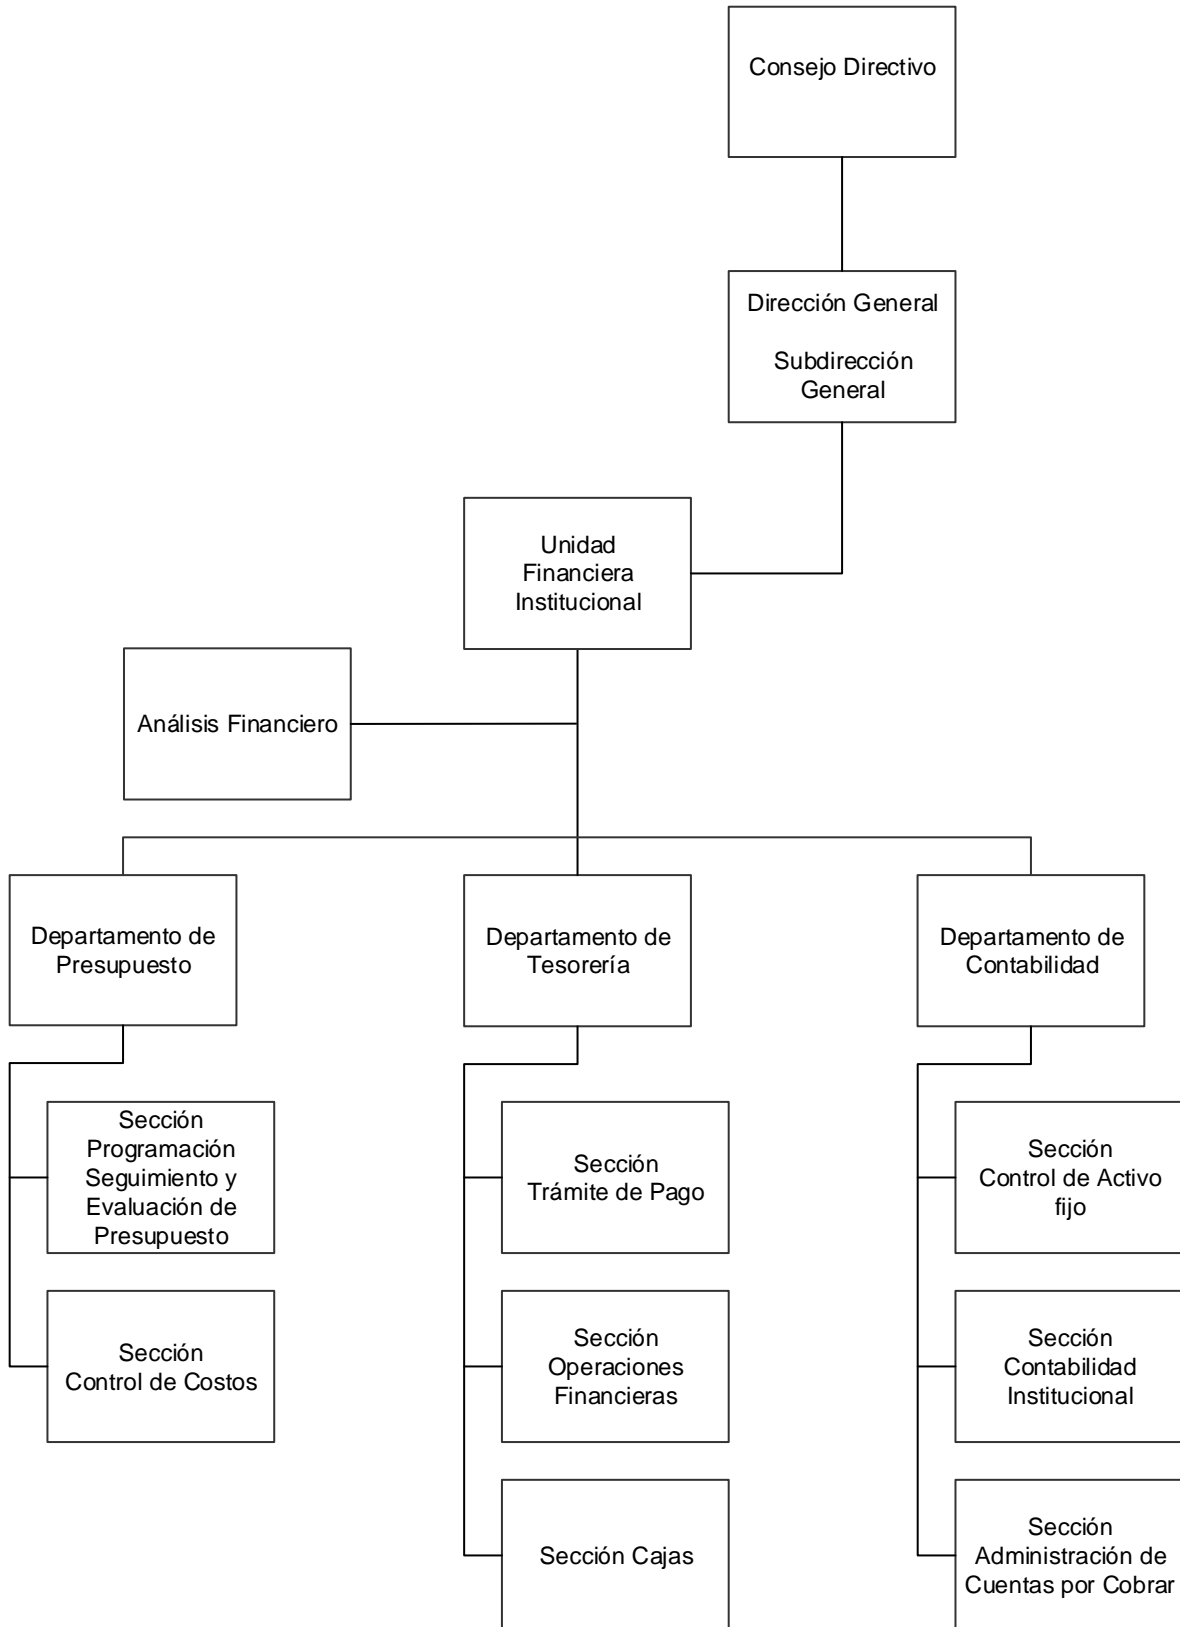 Consejo Directivo
Dirección General
Subdirección
General
Unidad
Financiera
Institucional
Análisis Financiero
Departamento de
Presupuesto
Departamento de
Tesorería
Departamento de
Contabilidad
Sección
Programación
Seguimiento y
Evaluación de
Presupuesto
Sección
Trámite de Pago
Sección
Control de Activo
fijo
Sección
Control de Costos
Sección
Operaciones
Financieras
Sección
Contabilidad
Institucional
Sección Cajas
Sección
Administración de
Cuentas por Cobrar